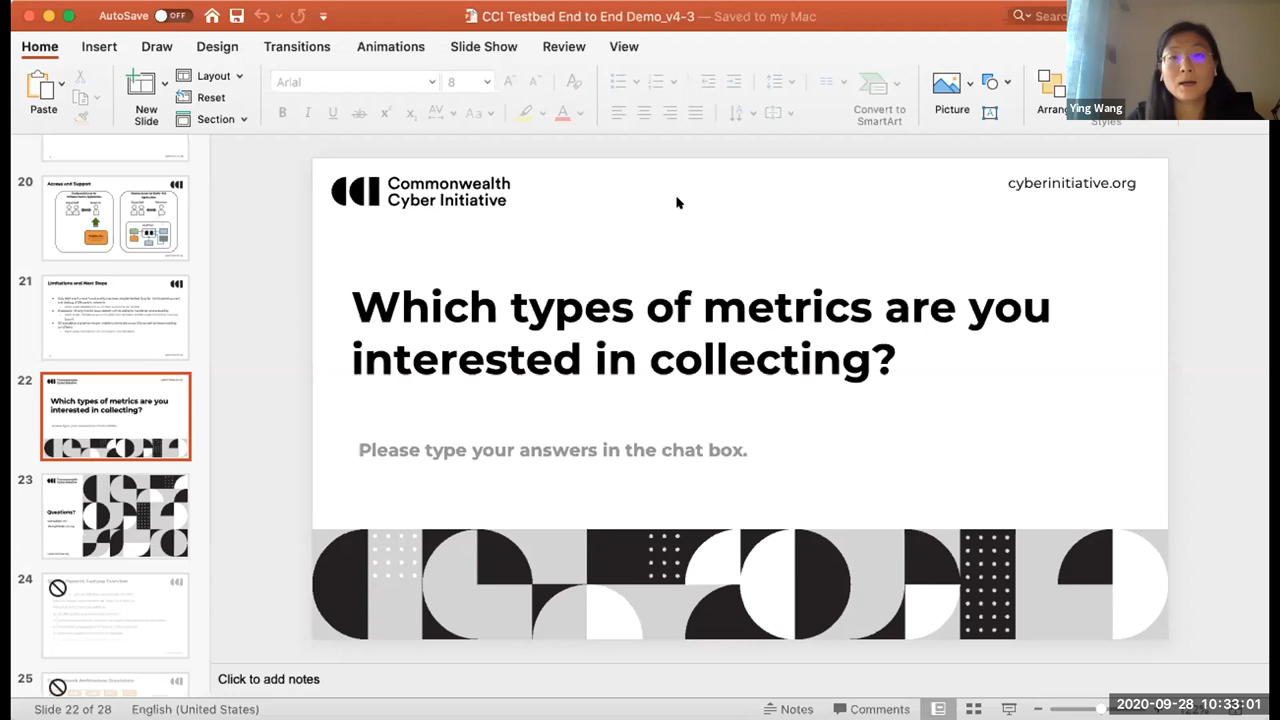 AutoSave OFF
CCI Testbed End to End Demo_v4-3 — Saved to my Mac
Home Insert Draw Design Transitions Animations Slide Show Review View
Paste
New Slide
Layout
Reset
Section
Arial 8
Convert to SmartArt
Picture
Styles
Ying Wang
20
Access and Support
21
Limitations and Next Steps
22
Which types of metrics are you
interested in collecting?
23
Questions?
24
25
Commonwealth
Cyber Initiative
cyberinitiative.org
Which types of metrics are you
interested in collecting?
Please type your answers in the chat box.
Click to add notes
Slide 22 of 28 English (United States) Notes Comments
2020-09-28 10:33:01